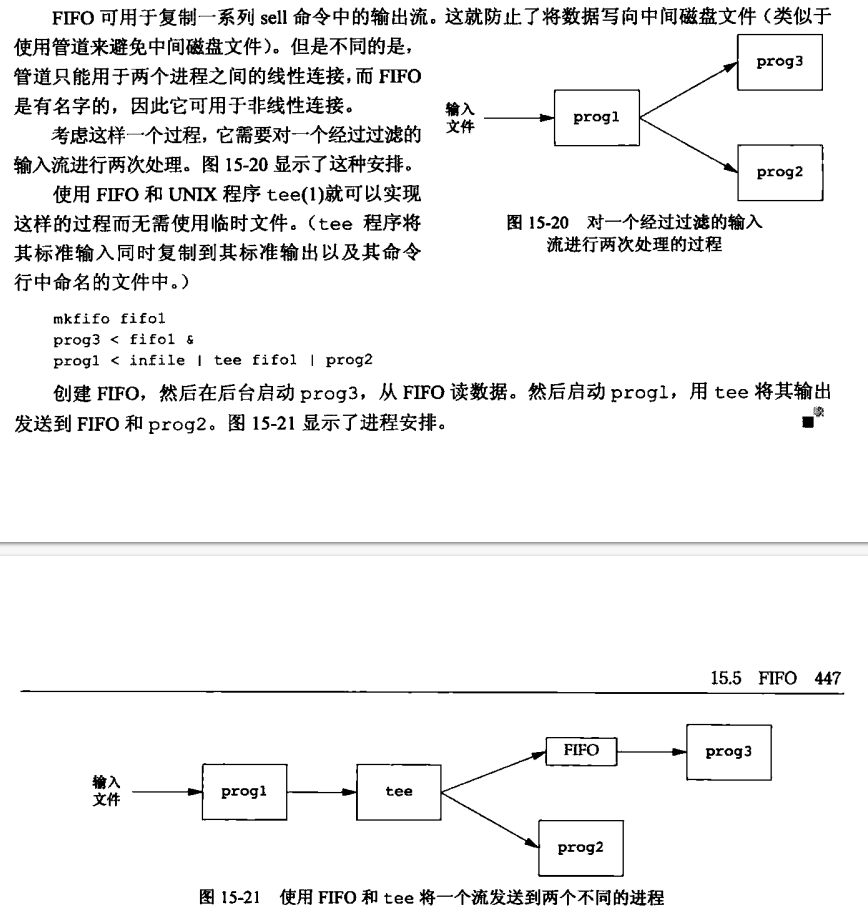 FIFO 可用于复制一系列 sell 命令中的输出流。这就防止了将数据写向中间磁盘文件（类似于
使用管道来避免中间磁盘文件）。但是不同的是，
管道只能用于两个进程之间的线性连接，而 FIFO
是有名字的，因此它可用于非线性连接。
考虑这样一个过程，它需要对一个经过过滤的
输入流进行两次处理。图 15-20 显示了这种安排。
使用 FIFO 和 UNIX 程序 tee(1)就可以实现
这样的过程而无需使用临时文件。（tee 程序将
其标准输入同时复制到其标准输出以及其命令
行中命名的文件中。）
输入
文件
prog1
prog3
prog2
图 15-20 对一个经过过滤的输入
流进行两次处理的过程
mkfifo fifo1
prog3 < fifo1 &
prog1 < infile | tee fifo1 | prog2
创建 FIFO，然后在后台启动 prog3，从 FIFO 读数据。然后启动 prog1，用 tee 将其输出
发送到 FIFO 和 prog2。图 15-21 显示了进程安排。
15.5 FIFO 447
输入
文件
prog1
tee
FIFO
prog3
prog2
图 15-21 使用 FIFO 和 tee 将一个流发送到两个不同的进程